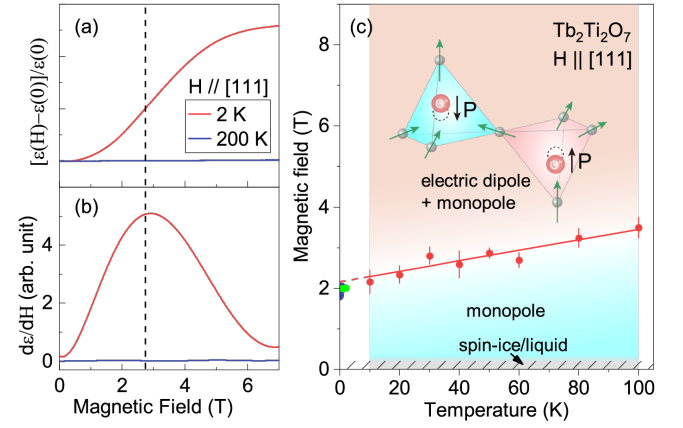 (a)
[ε(H)−ε(0)]/ε(0)
H // [111]
2 K
200 K
(b)
dε/dH (arb. unit)
4
2
0
0
2
4
6
Magnetic Field (T)
(c)
Tb₂Ti₂O₇
H || [111]
P
P
electric dipole
+ monopole
monopole
spin-ice/liquid
Magnetic field (T)
8
6
4
2
0
0
20
40
60
80
100
Temperature (K)